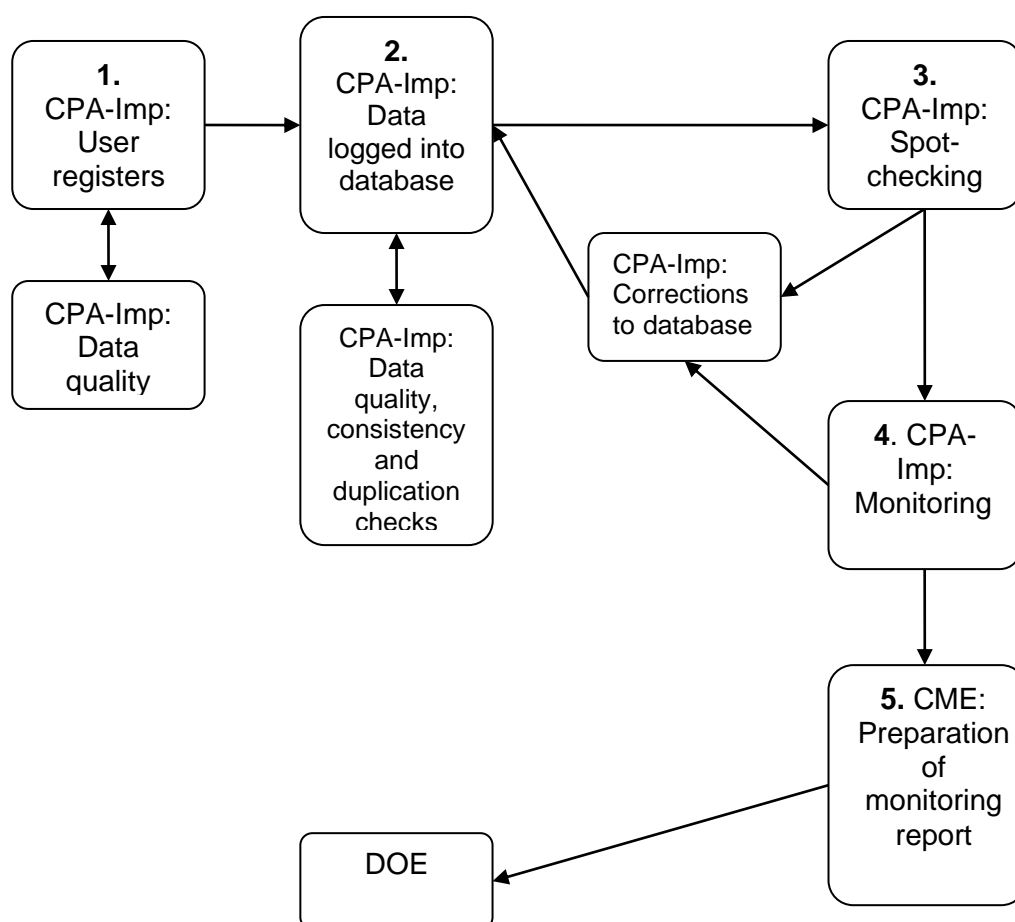 1.
CPA-Imp:
User
registers
2.
CPA-Imp:
Data
logged into
database
3.
CPA-Imp:
Spot-
checking
CPA-Imp:
Data
quality
CPA-Imp:
Data
quality,
consistency
and
duplication
checks
CPA-Imp:
Corrections
to database
4. CPA-
Imp:
Monitoring
5. CME:
Preparation
of
monitoring
report
DOE